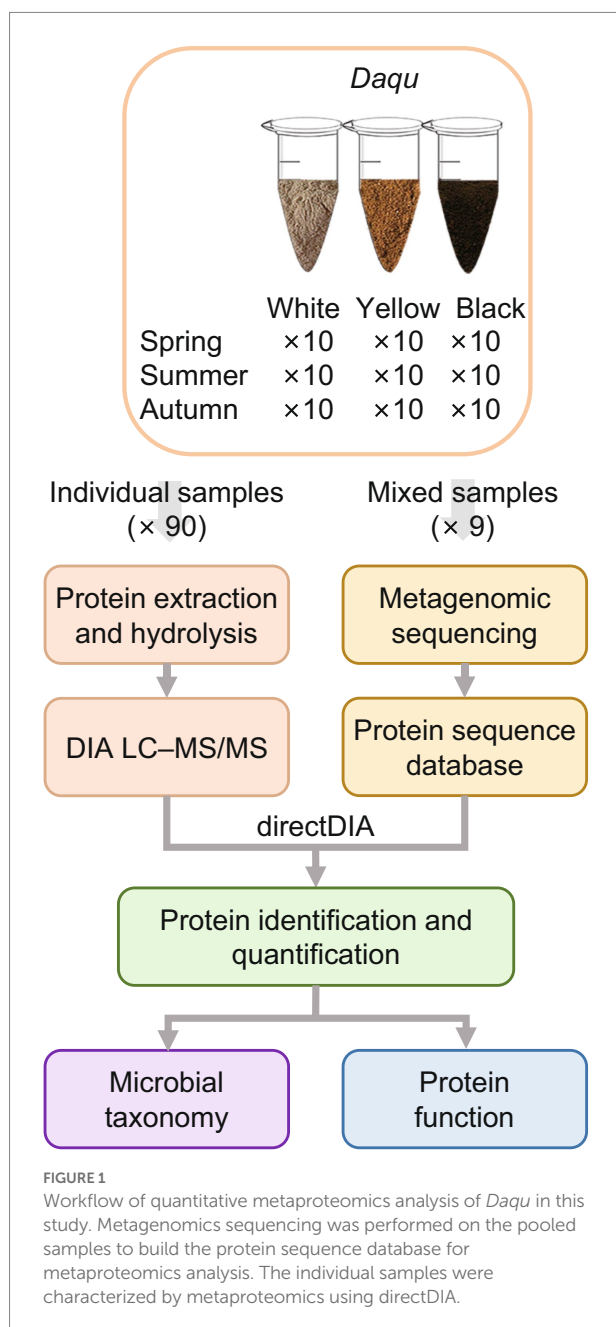 Daqu
White Yellow Black
Spring ×10 ×10 ×10
Summer ×10 ×10 ×10
Autumn ×10 ×10 ×10
Individual samples
(× 90)
Mixed samples
(× 9)
Protein extraction
and hydrolysis
Metagenomic
sequencing
DIA LC–MS/MS
Protein sequence
database
directDIA
Protein identification and
quantification
Microbial
taxonomy
Protein
function
FIGURE 1
Workflow of quantitative metaproteomics analysis of Daqu in this
study. Metagenomics sequencing was performed on the pooled
samples to build the protein sequence database for
metaproteomics analysis. The individual samples were
characterized by metaproteomics using directDIA.